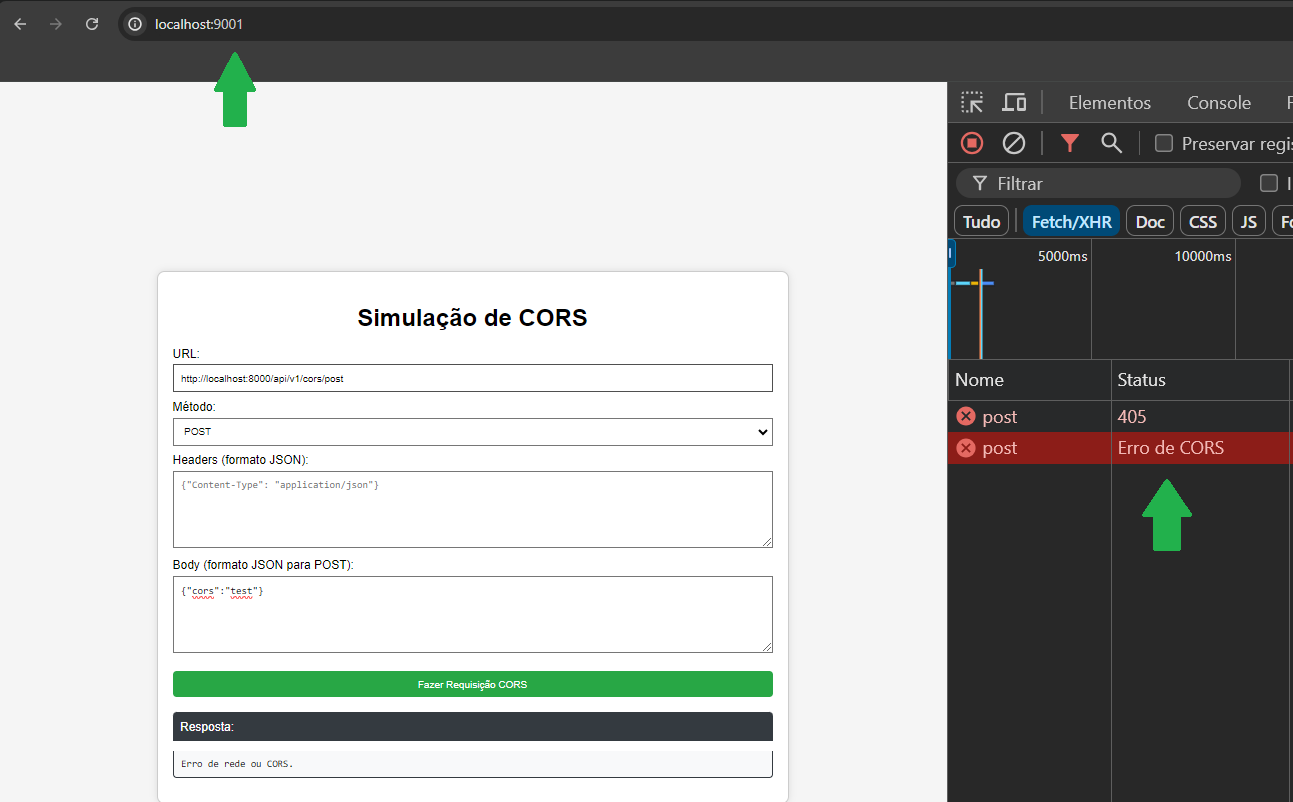 localhost:9001
Elementos Console
Preservar regis
Filtrar
Tudo Fetch/XHR Doc CSS JS Fo
5000ms 10000ms
Nome Status
post 405
post Erro de CORS
Simulação de CORS
URL:
http://localhost:8000/api/v1/cors/post
Método:
POST
Headers (formato JSON):
{"Content-Type": "application/json"}
Body (formato JSON para POST):
{"cors":"test"}
Fazer Requisição CORS
Resposta:
Erro de rede ou CORS.